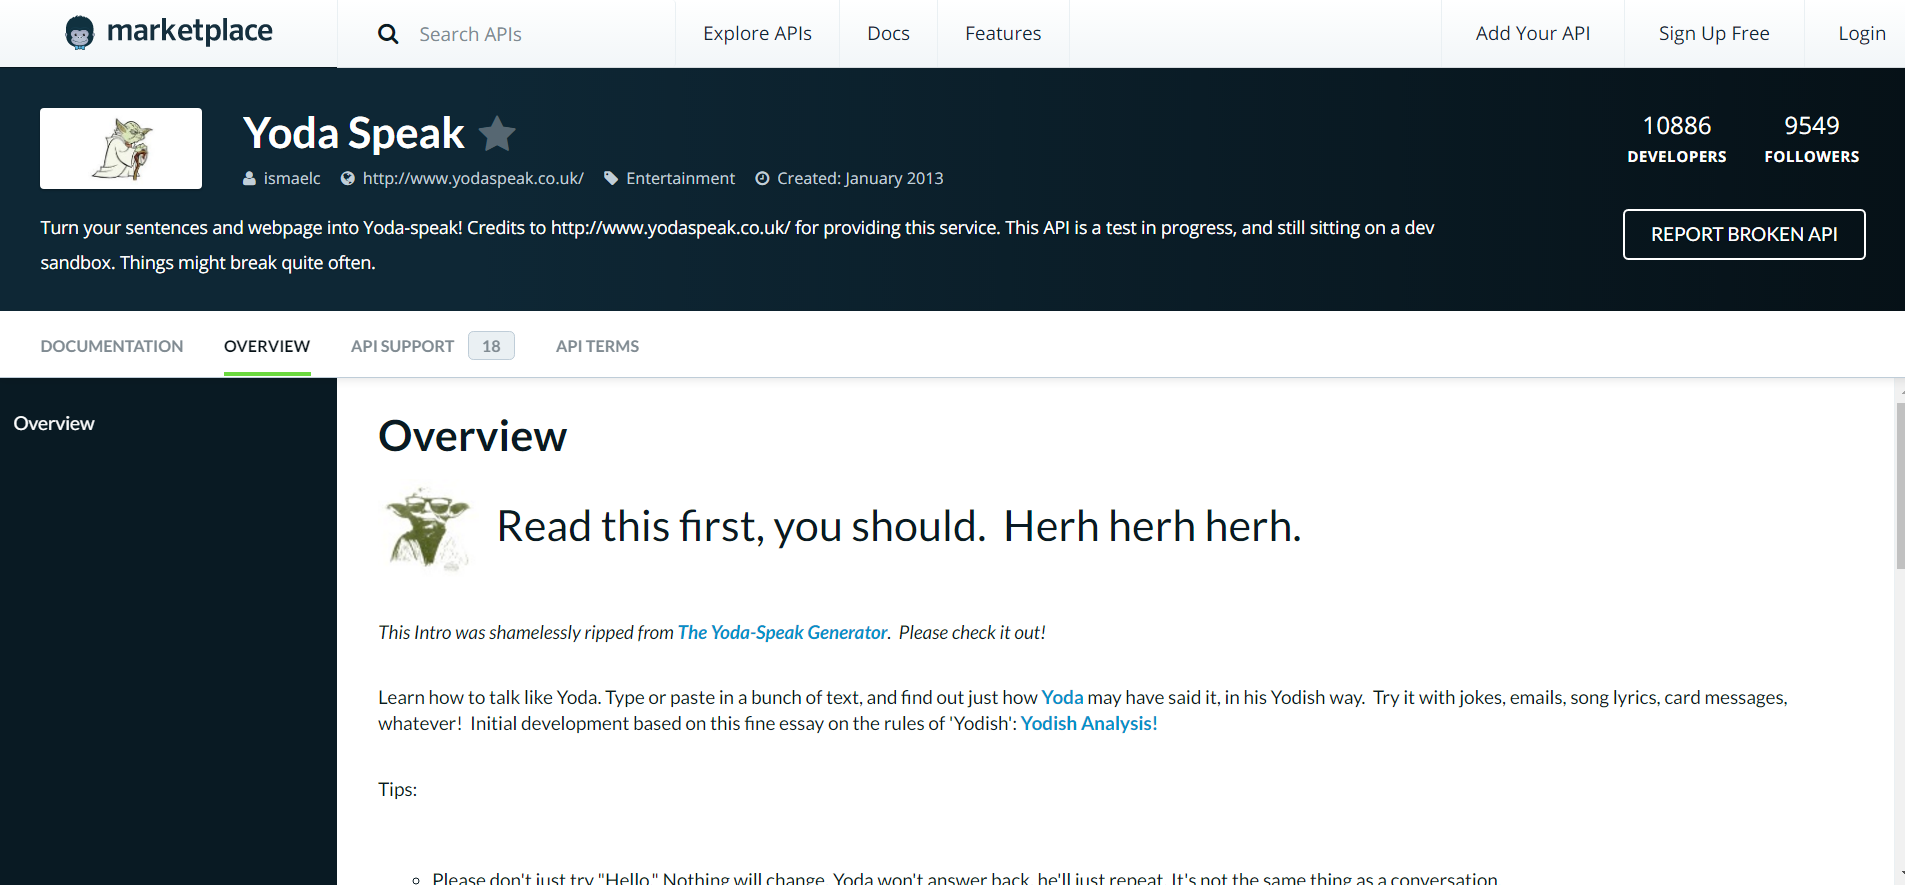 marketplace
Search APIs
Explore APIs
Docs
Features
Add Your API
Sign Up Free
Login
Yoda Speak
ismaelc
http://www.yodaspeak.co.uk/
Entertainment
Created: January 2013
10886
DEVELOPERS
9549
FOLLOWERS
Turn your sentences and webpage into Yoda-speak! Credits to http://www.yodaspeak.co.uk/ for providing this service. This API is a test in progress, and still sitting on a dev
sandbox. Things might break quite often.
REPORT BROKEN API
DOCUMENTATION
OVERVIEW
API SUPPORT 18
API TERMS
Overview
Overview
Read this first, you should.  Herh herh herh.
This Intro was shamelessly ripped from The Yoda-Speak Generator.  Please check it out!
Learn how to talk like Yoda. Type or paste in a bunch of text, and find out just how Yoda may have said it, in his Yodish way.  Try it with jokes, emails, song lyrics, card messages,
whatever!  Initial development based on this fine essay on the rules of 'Yodish': Yodish Analysis!
Tips:
Please don't just try "Hello." Nothing will change. Yoda won't answer back, he'll just repeat. It's not the same thing as a conversation